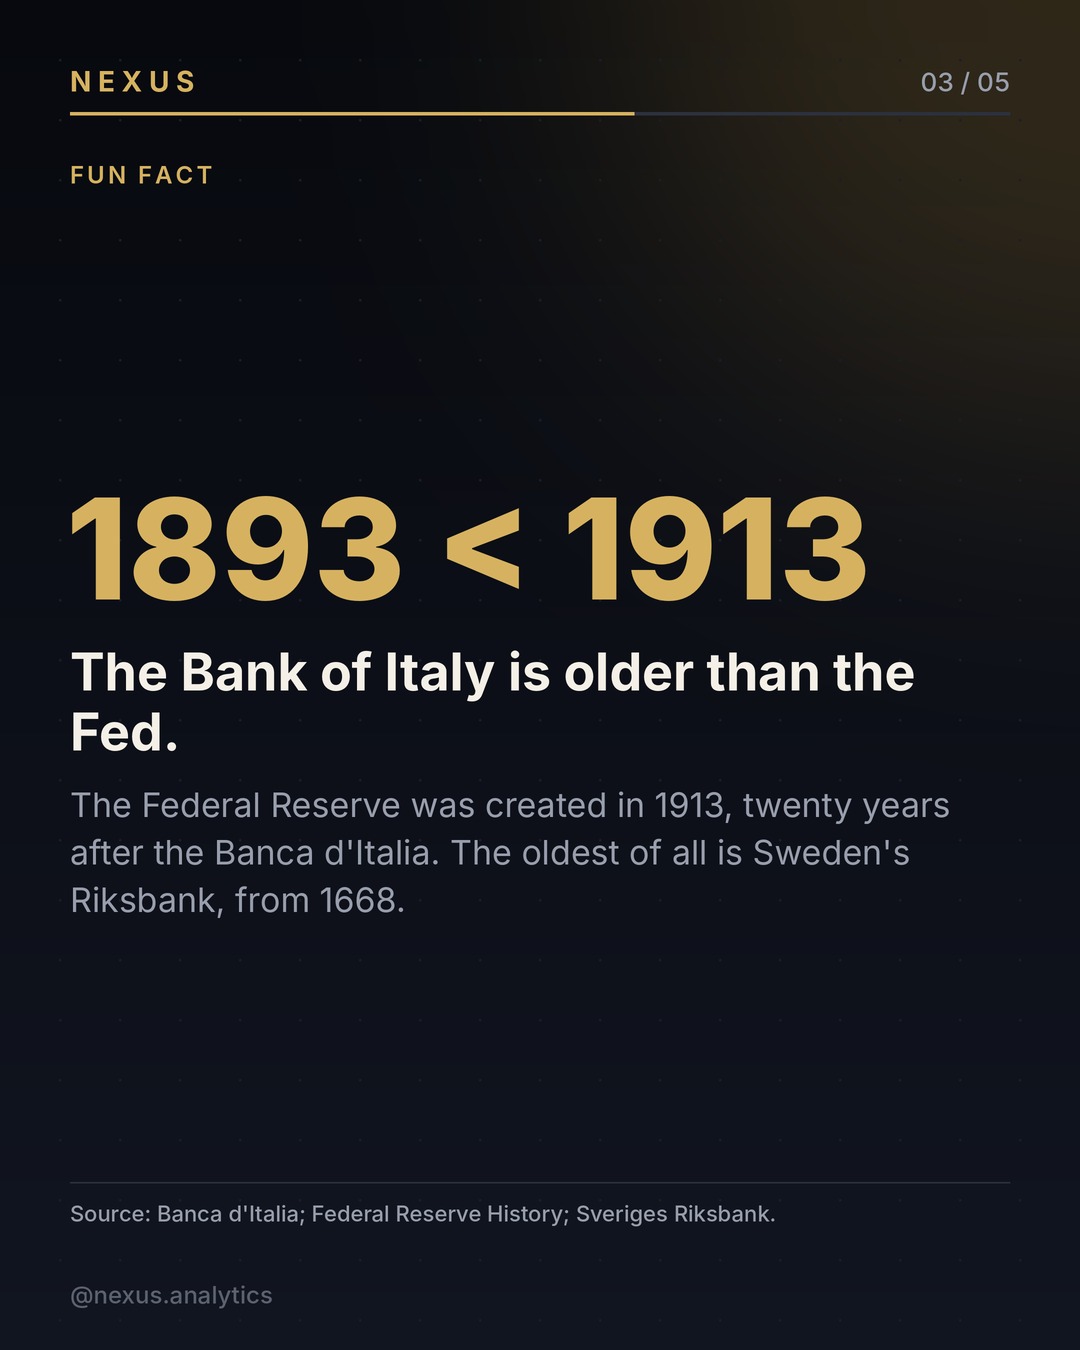 NEXUS
03 / 05
FUN FACT
1893 < 1913
The Bank of Italy is older than the
Fed.
The Federal Reserve was created in 1913, twenty years
after the Banca d'Italia. The oldest of all is Sweden's
Riksbank, from 1668.
Source: Banca d'Italia; Federal Reserve History; Sveriges Riksbank.
@nexus.analytics